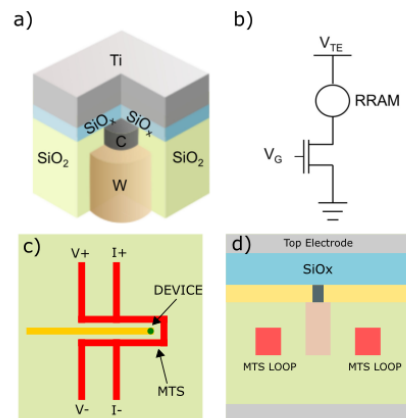 a)
Ti
SiOx
SiOx
C
SiO2
SiO2
W
b)
VTE
RRAM
VG
c)
V+
I+
DEVICE
MTS
V-
I-
d)
Top Electrode
SiOx
MTS LOOP
MTS LOOP